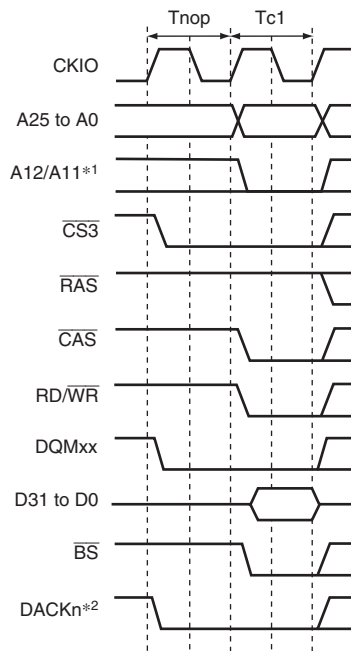 Tnop Tc1
CKIO
A25 to A0
A12/A11*1
CS3
RAS
CAS
RD/WR
DQMxx
D31 to D0
BS
DACKn*2